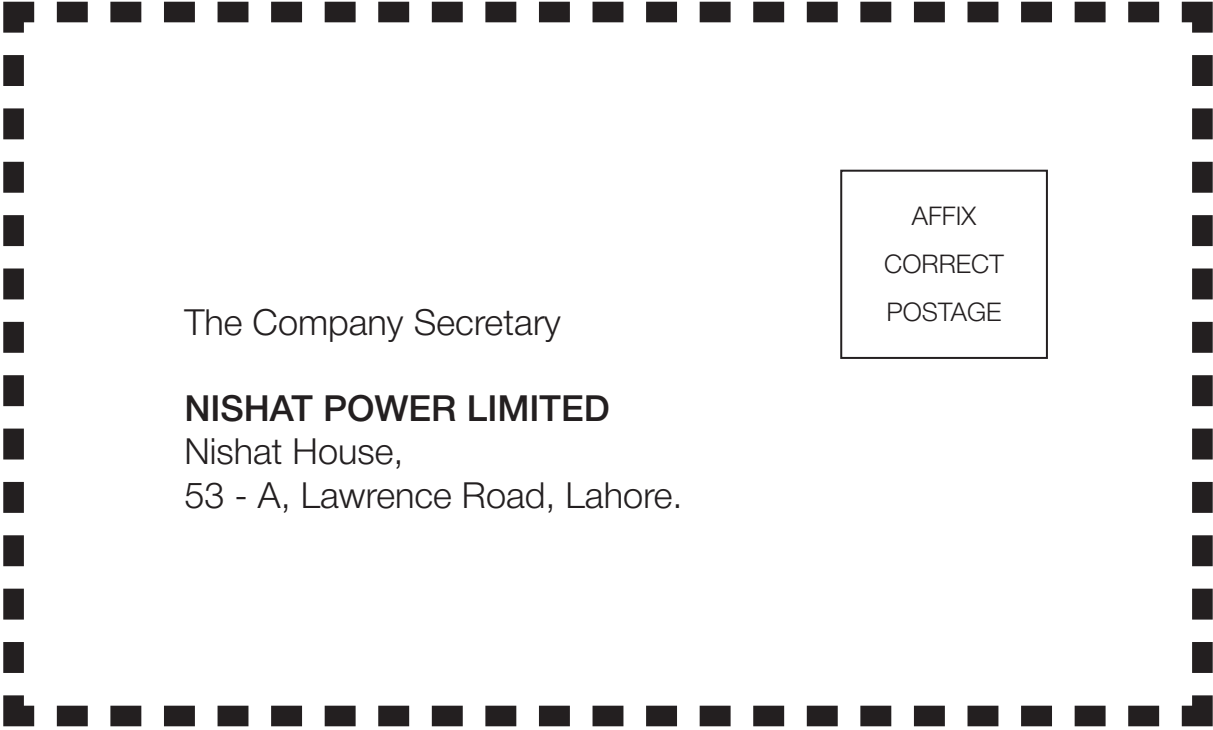 AFFIX
CORRECT
POSTAGE
The Company Secretary
NISHAT POWER LIMITED
Nishat House,
53 - A, Lawrence Road, Lahore.